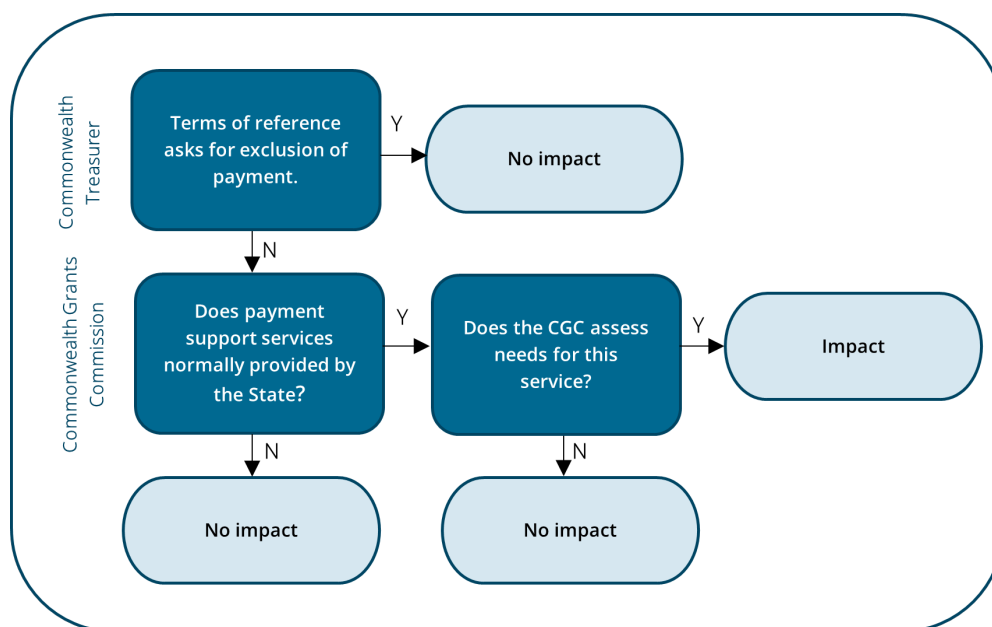 Commonwealth
Treasurer
Terms of reference
asks for exclusion of
payment.
Y
No impact
N
Commonwealth Grants
Commission
Does payment
support services
normally provided by
the State?
Y
Does the CGC assess
needs for this
service?
Y
Impact
N
N
No impact
No impact